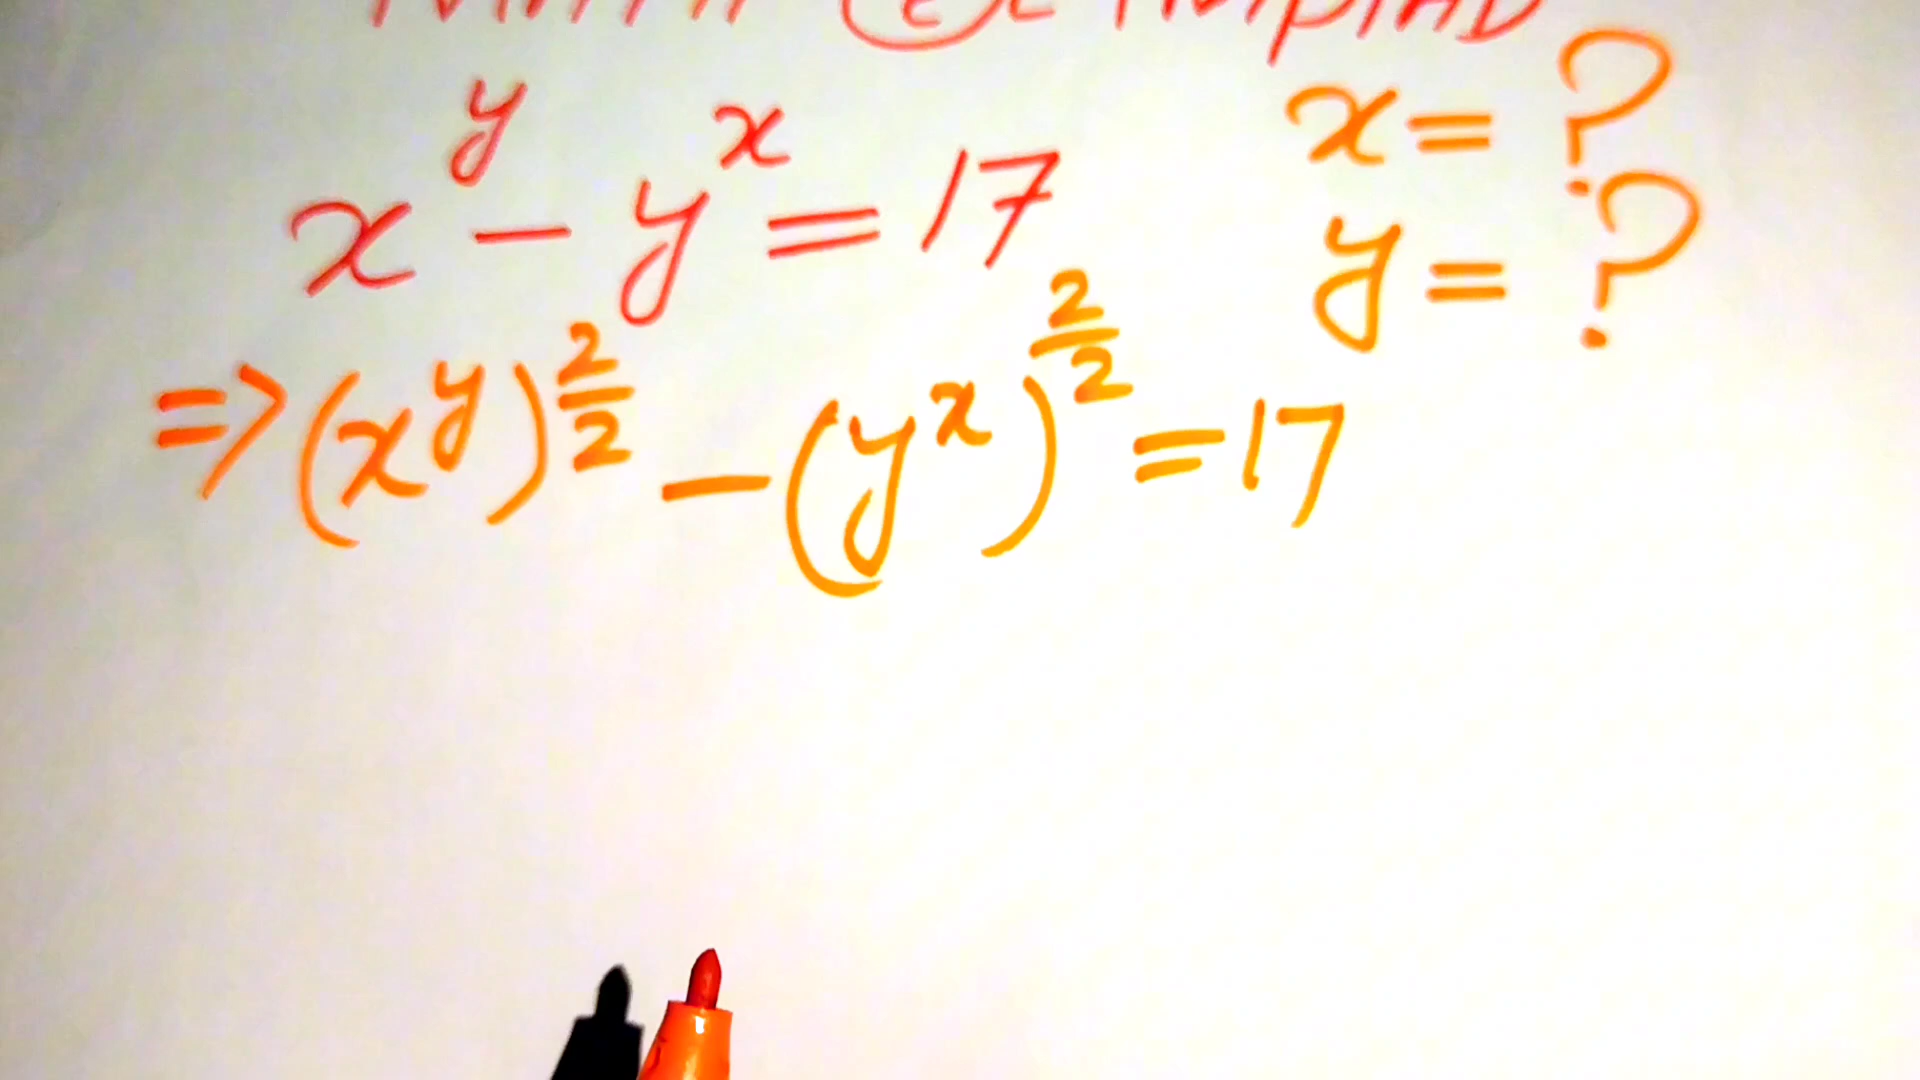 x^y - y^x = 17
x = ?
y = ?
⇒ (x^y)^{2/2} - (y^x)^{2/2} = 17